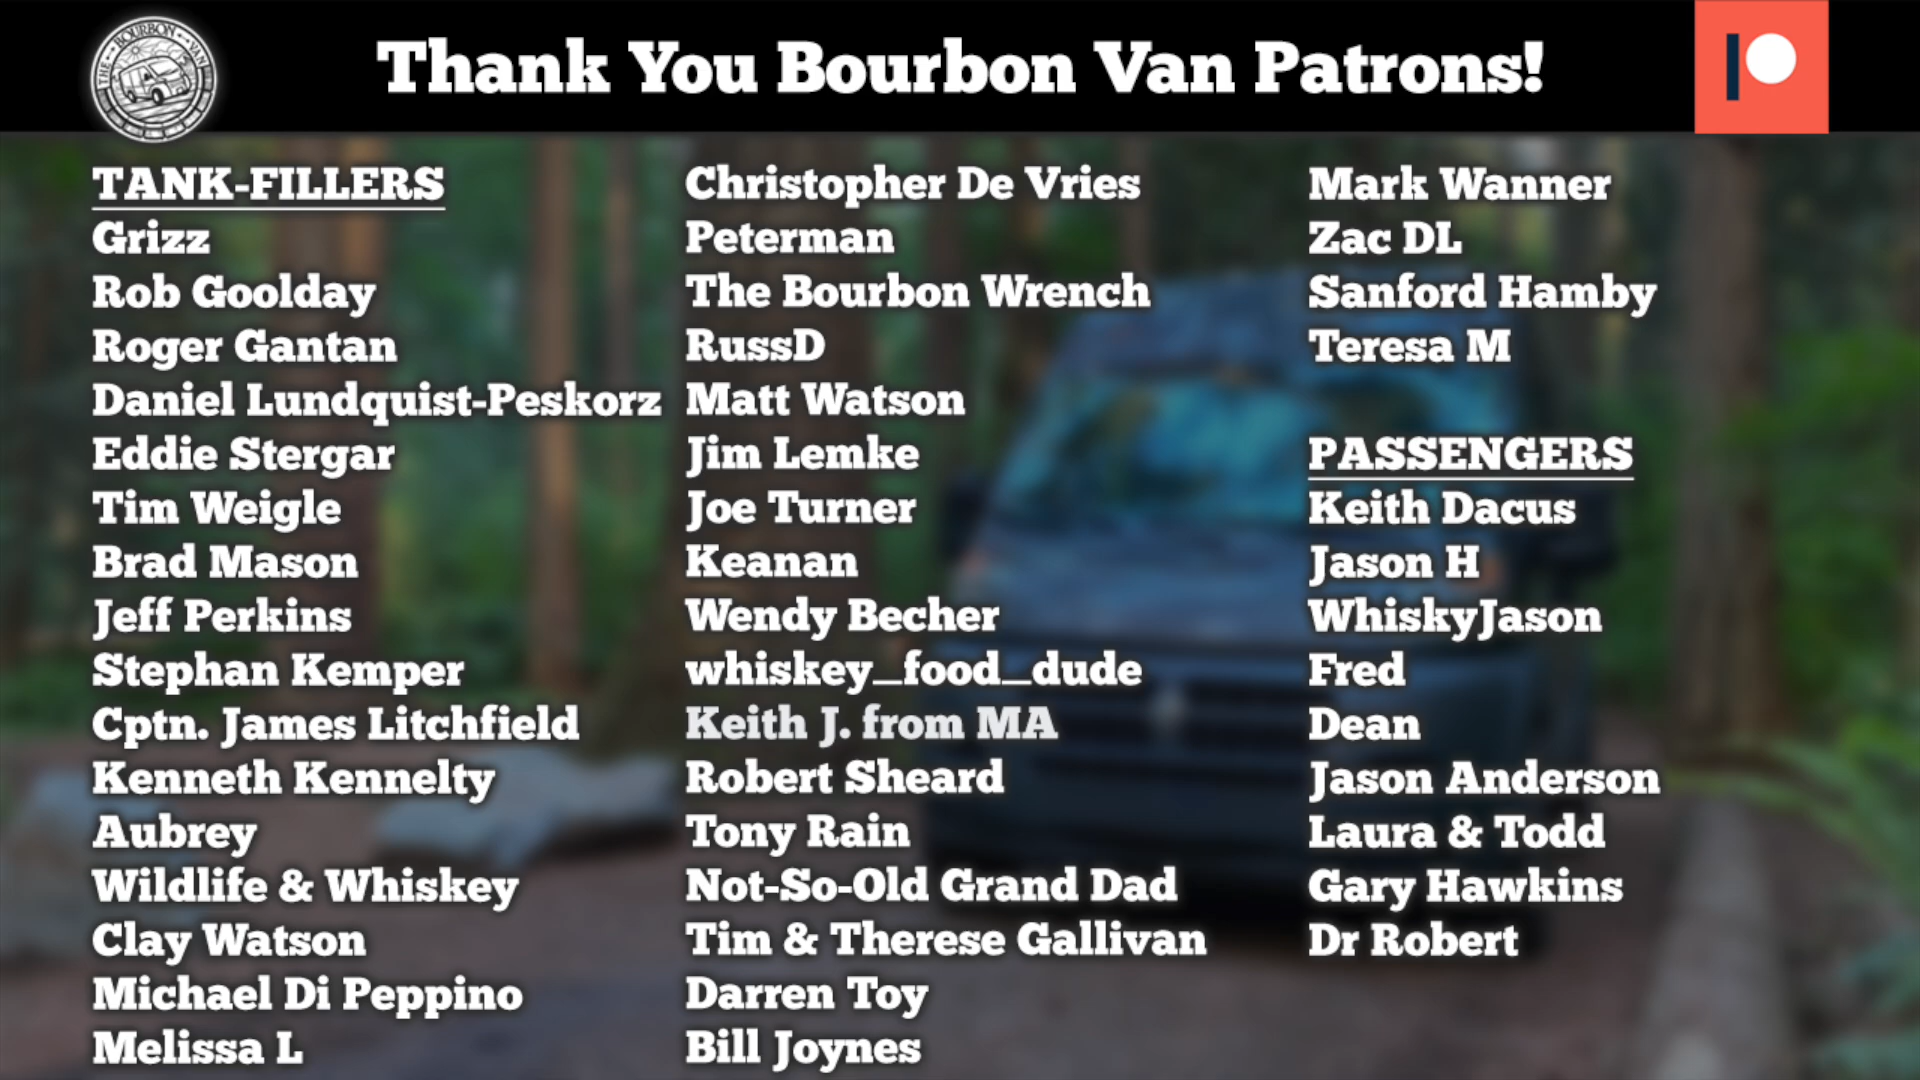 THE BOURBON VAN
Thank You Bourbon Van Patrons!
TANK-FILLERS
Grizz
Rob Goolday
Roger Gantan
Daniel Lundquist-Peskorz
Eddie Stergar
Tim Weigle
Brad Mason
Jeff Perkins
Stephan Kemper
Cptn. James Litchfield
Kenneth Kennelty
Aubrey
Wildlife & Whiskey
Clay Watson
Michael Di Peppino
Melissa L
Christopher De Vries
Peterman
The Bourbon Wrench
RussD
Matt Watson
Jim Lemke
Joe Turner
Keanan
Wendy Becher
whiskey_food_dude
Keith J. from MA
Robert Sheard
Tony Rain
Not-So-Old Grand Dad
Tim & Therese Gallivan
Darren Toy
Bill Joynes
Mark Wanner
Zac DL
Sanford Hamby
Teresa M
PASSENGERS
Keith Dacus
Jason H
WhiskyJason
Fred
Dean
Jason Anderson
Laura & Todd
Gary Hawkins
Dr Robert